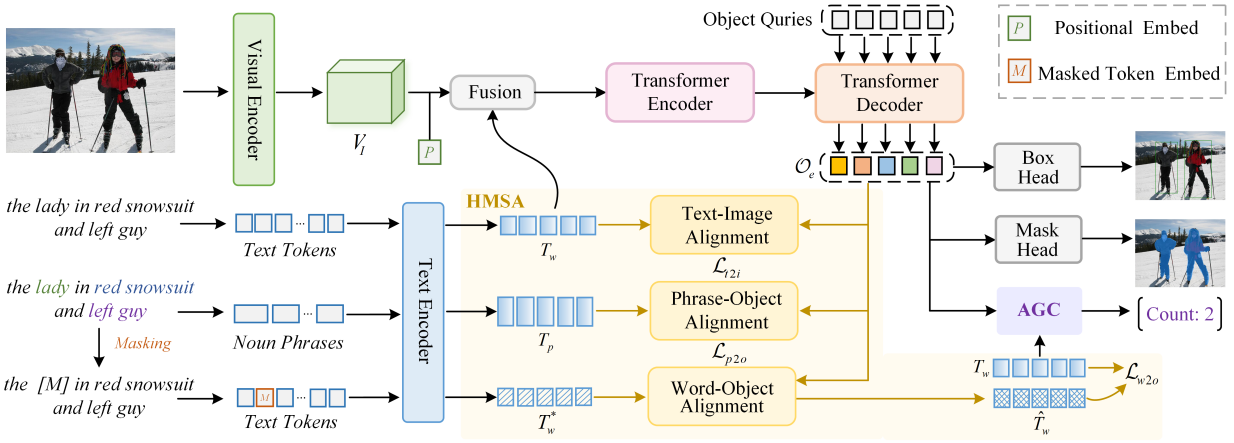 Object Quries
P Positional Embed
M Masked Token Embed
Visual Encoder
V_I
P
Fusion
Transformer
Encoder
Transformer
Decoder
O_e
Box
Head
Mask
Head
AGC
Count: 2
the lady in red snowsuit
and left guy
Text Tokens
the lady in red snowsuit
and left guy
Noun Phrases
Masking
the [M] in red snowsuit
and left guy
M
Text Tokens
Text Encoder
HMSA
T_w
Text-Image
Alignment
L_t2i
T_p
Phrase-Object
Alignment
L_p2o
T_w^*
Word-Object
Alignment
T_w
L_w2o
T̂_w